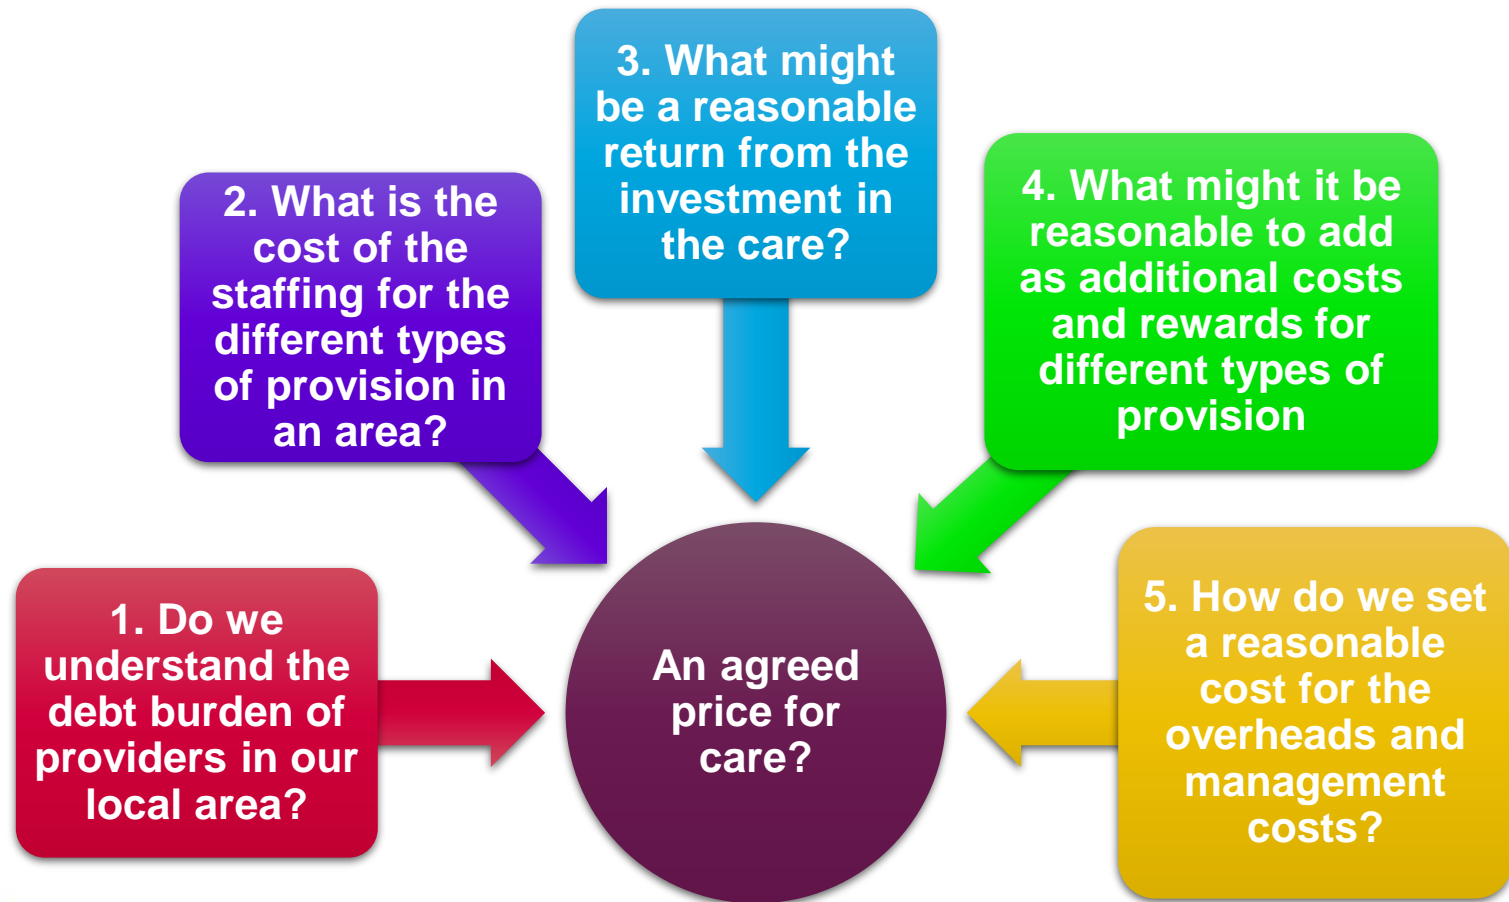 1. Do we
understand the
debt burden of
providers in our
local area?
2. What is the
cost of the
staffing for the
different types
of provision in
an area?
3. What might
be a reasonable
return from the
investment in
the care?
4. What might it be
reasonable to add
as additional costs
and rewards for
different types of
provision
5. How do we set
a reasonable
cost for the
overheads and
management
costs?
An agreed
price for
care?